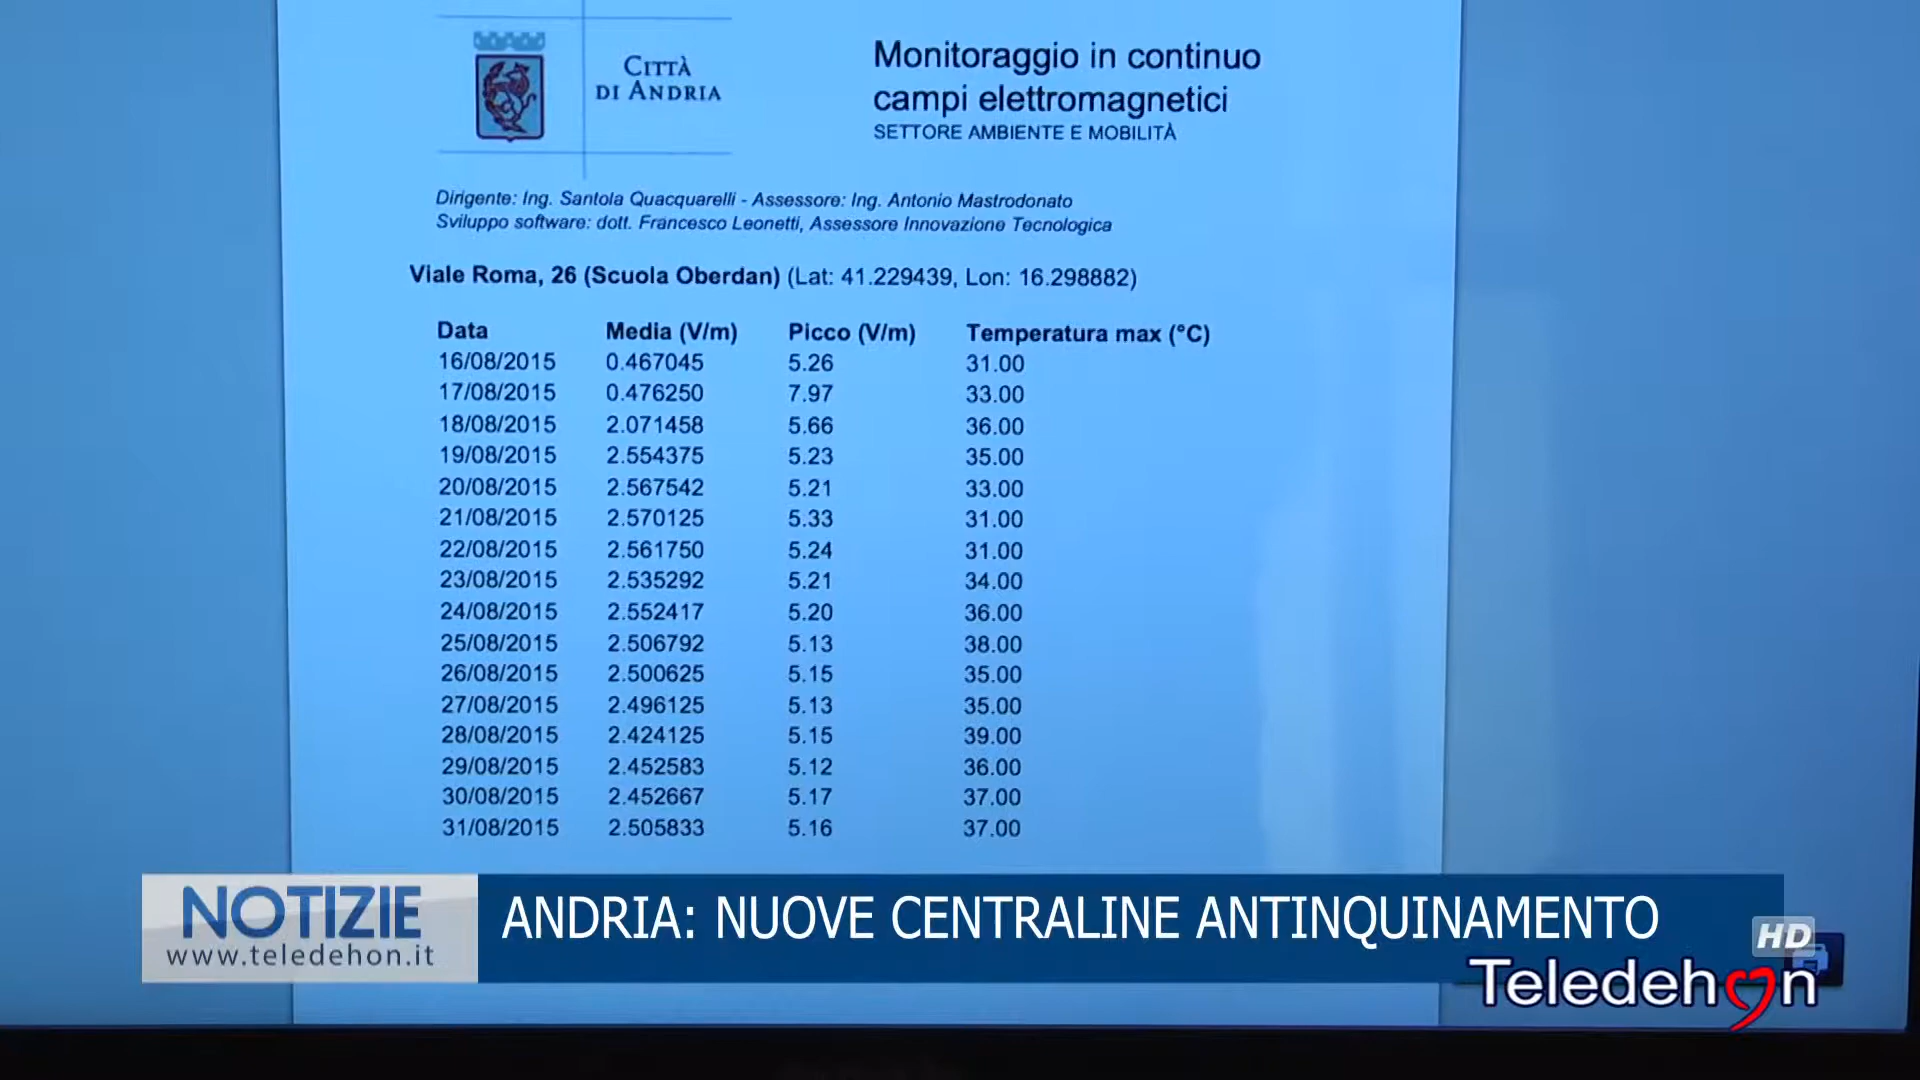 CITTÀ
DI ANDRIA
Monitoraggio in continuo
campi elettromagnetici
SETTORE AMBIENTE E MOBILITÀ
Dirigente: Ing. Santola Quacquarelli - Assessore: Ing. Antonio Mastrodonato
Sviluppo software: dott. Francesco Leonetti, Assessore Innovazione Tecnologica
Viale Roma, 26 (Scuola Oberdan) (Lat: 41.229439, Lon: 16.298882)
Data Media (V/m) Picco (V/m) Temperatura max (°C)
16/08/2015 0.467045 5.26 31.00
17/08/2015 0.476250 7.97 33.00
18/08/2015 2.071458 5.66 36.00
19/08/2015 2.554375 5.23 35.00
20/08/2015 2.567542 5.21 33.00
21/08/2015 2.570125 5.33 31.00
22/08/2015 2.561750 5.24 31.00
23/08/2015 2.535292 5.21 34.00
24/08/2015 2.552417 5.20 36.00
25/08/2015 2.506792 5.13 38.00
26/08/2015 2.500625 5.15 35.00
27/08/2015 2.496125 5.13 35.00
28/08/2015 2.424125 5.15 39.00
29/08/2015 2.452583 5.12 36.00
30/08/2015 2.452667 5.17 37.00
31/08/2015 2.505833 5.16 37.00
NOTIZIE
www.teledehon.it
ANDRIA: NUOVE CENTRALINE ANTINQUINAMENTO
HD
Teledehon